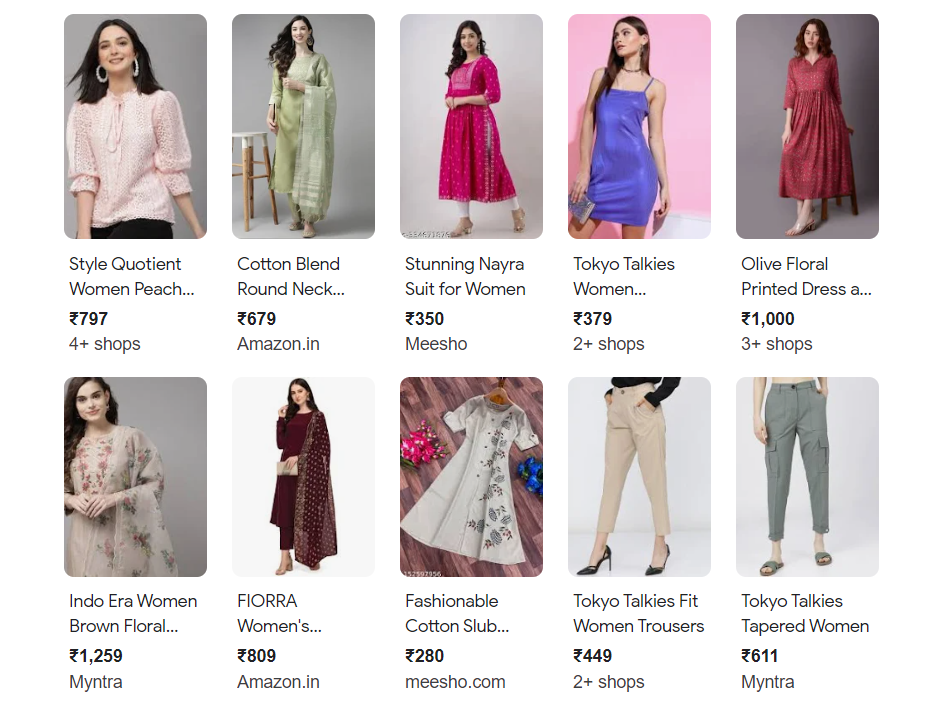 Style Quotient
Women Peach...
₹797
4+ shops
Cotton Blend
Round Neck...
₹679
Amazon.in
Stunning Nayra
Suit for Women
₹350
Meesho
Tokyo Talkies
Women...
₹379
2+ shops
Olive Floral
Printed Dress a...
₹1,000
3+ shops
Indo Era Women
Brown Floral...
₹1,259
Myntra
FIORRA
Women's...
₹809
Amazon.in
Fashionable
Cotton Slub...
₹280
meesho.com
Tokyo Talkies Fit
Women Trousers
₹449
2+ shops
Tokyo Talkies
Tapered Women
₹611
Myntra